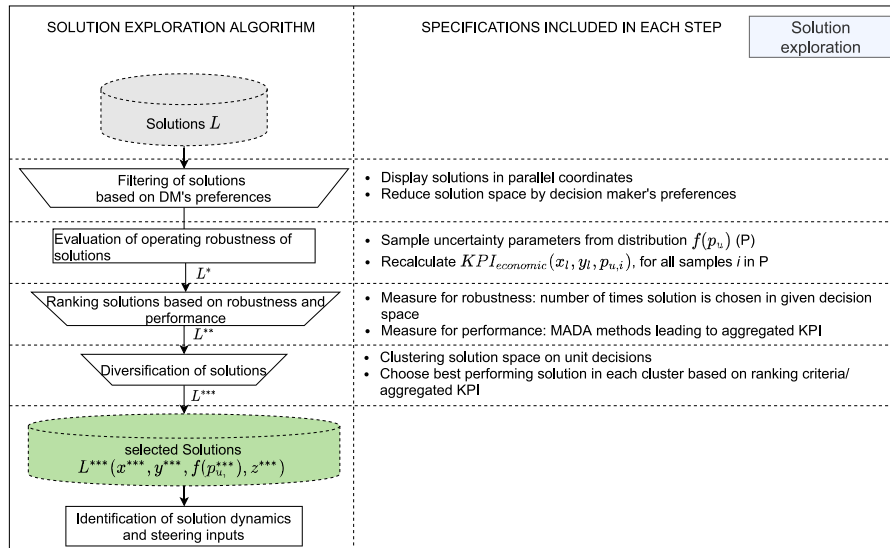 SOLUTION EXPLORATION ALGORITHM
SPECIFICATIONS INCLUDED IN EACH STEP
Solution
exploration
Solutions L
Filtering of solutions
based on DM's preferences
• Display solutions in parallel coordinates
• Reduce solution space by decision maker's preferences
Evaluation of operating robustness of
solutions
• Sample uncertainty parameters from distribution f(p_u) (P)
• Recalculate KPI_economic(x_l, y_l, p_u,i), for all samples i in P
L*
Ranking solutions based on robustness and
performance
• Measure for robustness: number of times solution is chosen in given decision
space
• Measure for performance: MADA methods leading to aggregated KPI
L**
Diversification of solutions
• Clustering solution space on unit decisions
• Choose best performing solution in each cluster based on ranking criteria/
aggregated KPI
L***
selected Solutions
L***(x***, y***, f(p_u,***), z***)
Identification of solution dynamics
and steering inputs